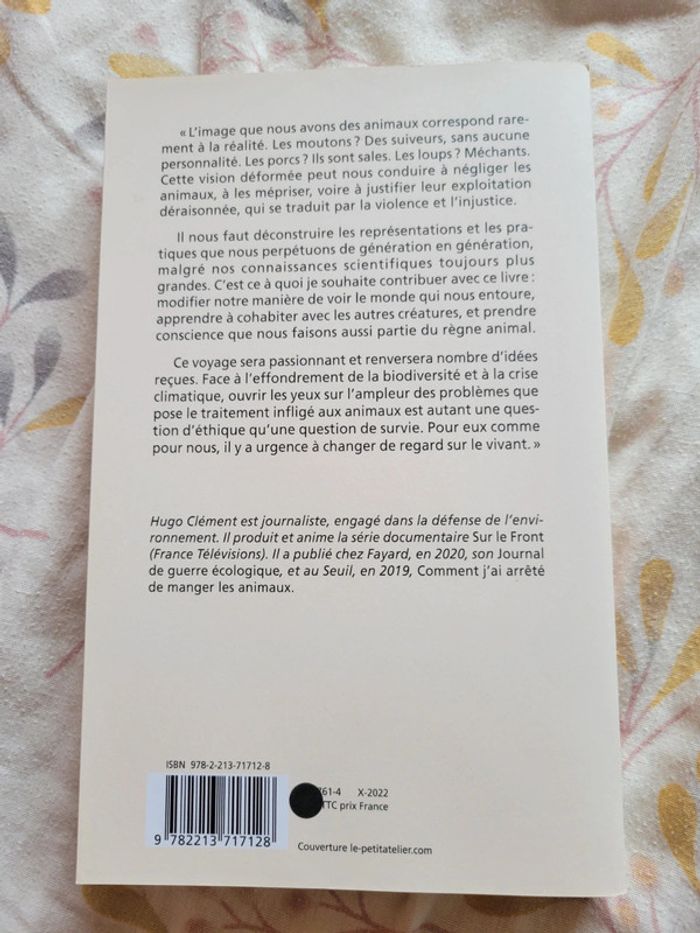 « L’image que nous avons des animaux correspond rare-
ment à la réalité. Les moutons ? Des suiveurs, sans aucune
personnalité. Les porcs ? Ils sont sales. Les loups ? Méchants.
Cette vision déformée peut nous conduire à négliger les
animaux, à les mépriser, voire à justifier leur exploitation
déraisonnée, qui se traduit par la violence et l’injustice.
Il nous faut déconstruire les représentations et les pra-
tiques que nous perpétuons de génération en génération,
malgré nos connaissances scientifiques toujours plus
grandes. C’est ce à quoi je souhaite contribuer avec ce livre :
modifier notre manière de voir le monde qui nous entoure,
apprendre à cohabiter avec les autres créatures, et prendre
conscience que nous faisons aussi partie du règne animal.
Ce voyage sera passionnant et renversera nombre d’idées
reçues. Face à l’effondrement de la biodiversité et à la crise
climatique, ouvrir les yeux sur l’ampleur des problèmes que
pose le traitement infligé aux animaux est autant une ques-
tion d’éthique qu’une question de survie. Pour eux comme
pour nous, il y a urgence à changer de regard sur le vivant. »
Hugo Clément est journaliste, engagé dans la défense de l’envi-
ronnement. Il produit et anime la série documentaire Sur le Front
(France Télévisions). Il a publié chez Fayard, en 2020, son Journal
de guerre écologique, et au Seuil, en 2019, Comment j’ai arrêté
de manger les animaux.
ISBN 978-2-213-71712-8
61-4 X-2022
TTC prix France
9 782213 717128
Couverture le-petitatelier.com